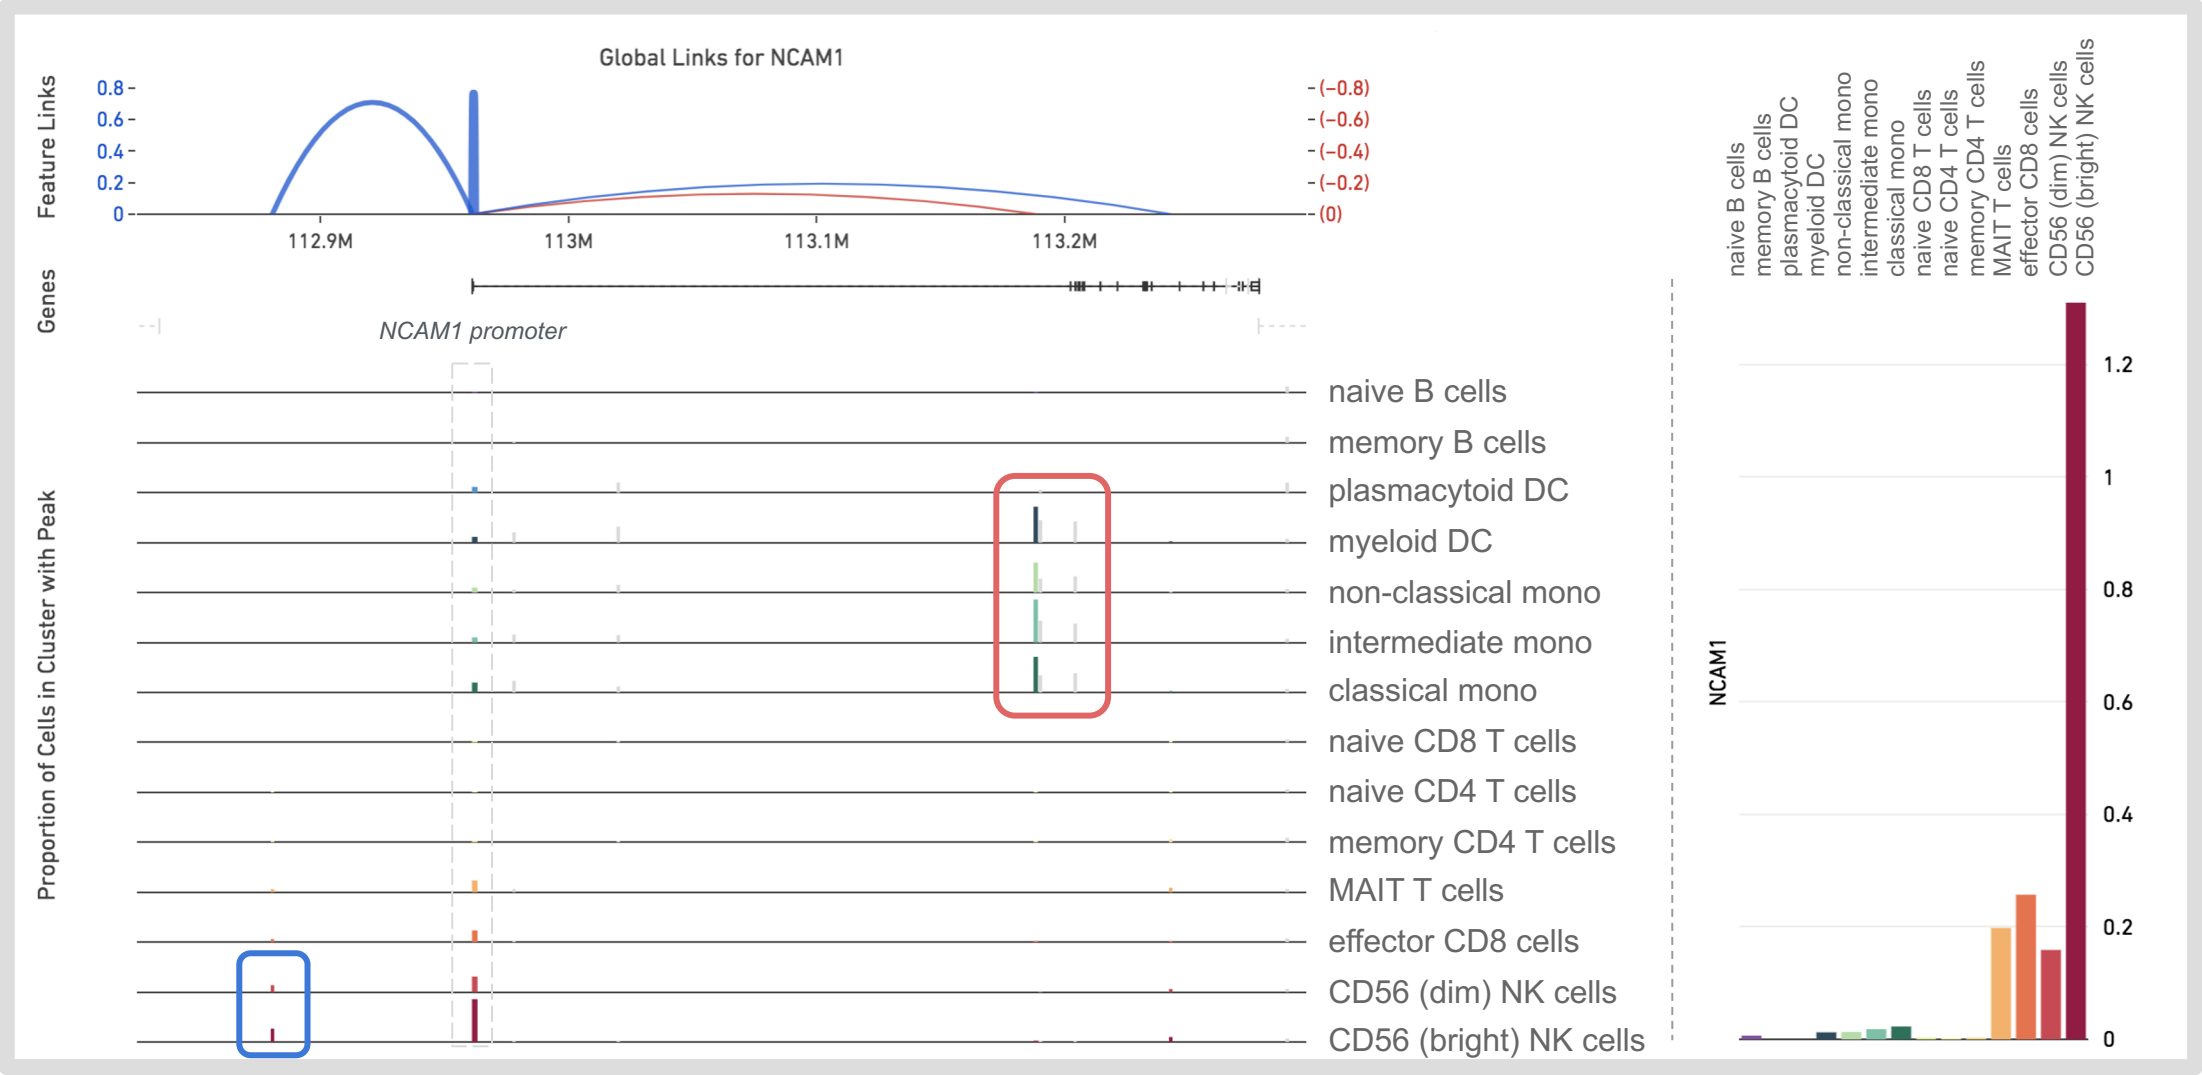 Global Links for NCAM1
Feature Links
0.8
0.6
0.4
0.2
0
(−0.8)
(−0.6)
(−0.4)
(−0.2)
(0)
112.9M
113M
113.1M
113.2M
Genes
NCAM1 promoter
Proportion of Cells in Cluster with Peak
naive B cells
memory B cells
plasmacytoid DC
myeloid DC
non-classical mono
intermediate mono
classical mono
naive CD8 T cells
naive CD4 T cells
memory CD4 T cells
MAIT T cells
effector CD8 cells
CD56 (dim) NK cells
CD56 (bright) NK cells
naive B cells
memory B cells
plasmacytoid DC
myeloid DC
non-classical mono
intermediate mono
classical mono
naive CD8 T cells
naive CD4 T cells
memory CD4 T cells
MAIT T cells
effector CD8 cells
CD56 (dim) NK cells
CD56 (bright) NK cells
NCAM1
1.2
1
0.8
0.6
0.4
0.2
0